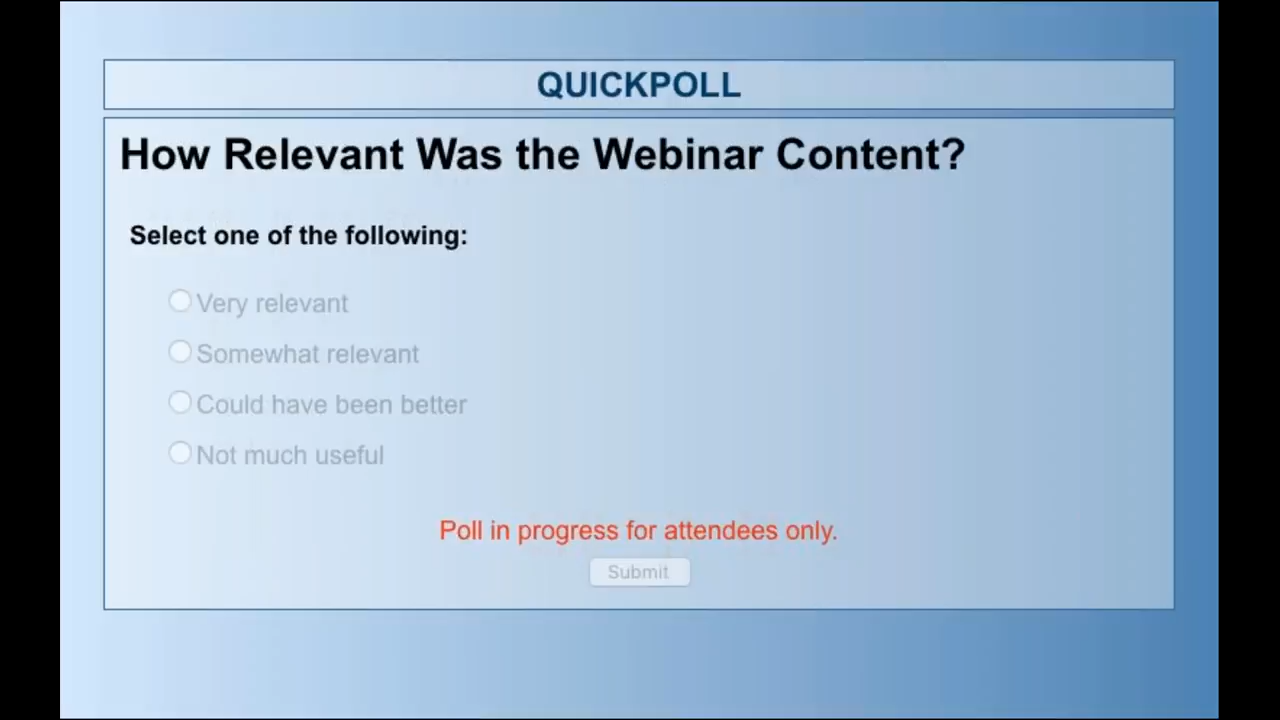 QUICKPOLL
How Relevant Was the Webinar Content?
Select one of the following:
Very relevant
Somewhat relevant
Could have been better
Not much useful
Poll in progress for attendees only.
Submit